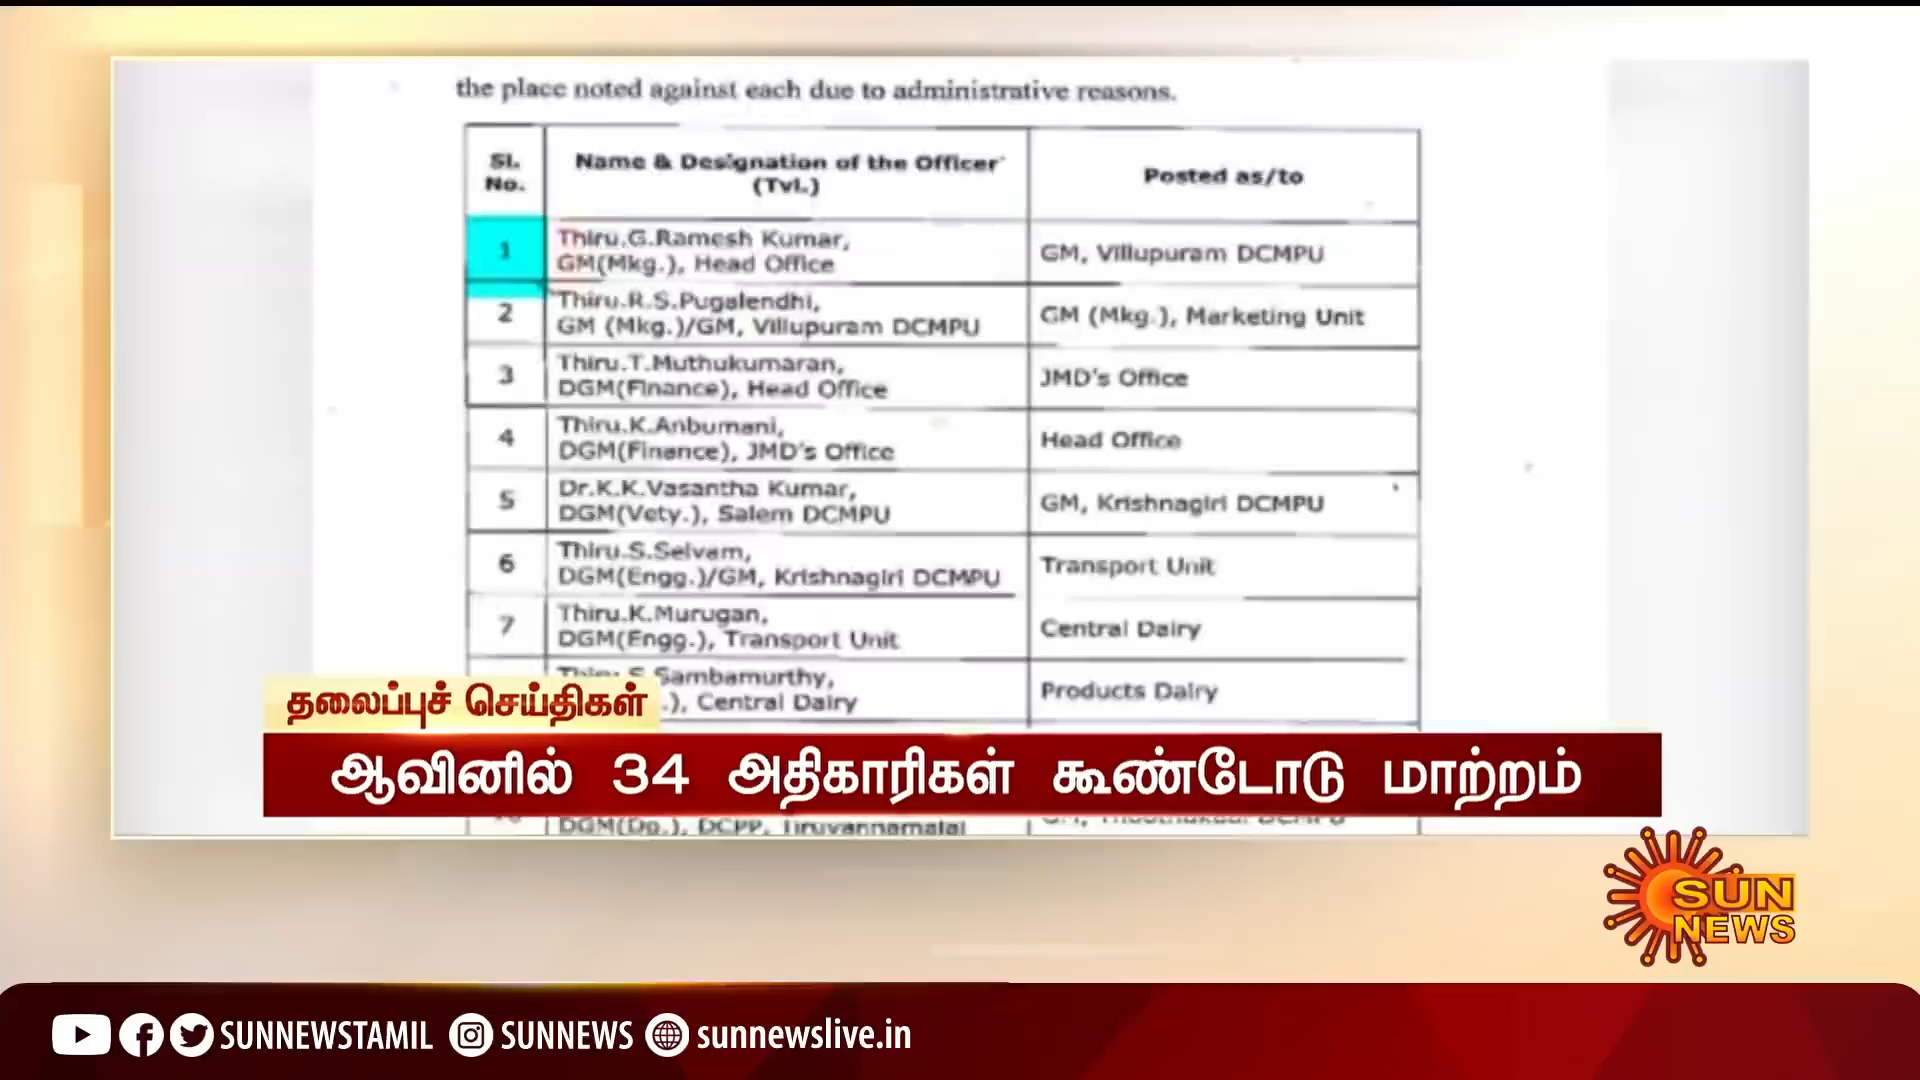 the place noted against each due to administrative reasons.
Sl. No. Name & Designation of the Officer (Tvl.) Posted as/to
1 Thiru.G.Ramesh Kumar, GM(Mkg.), Head Office GM, Villupuram DCMPU
2 Thiru.R.S.Pugalendhi, GM (Mkg.)/GM, Villupuram DCMPU GM (Mkg.), Marketing Unit
3 Thiru.T.Muthukumaran, DGM(Finance), Head Office JMD's Office
4 Thiru.K.Anbumani, DGM(Finance), JMD's Office Head Office
5 Dr.K.K.Vasantha Kumar, DGM(Vety.), Salem DCMPU GM, Krishnagiri DCMPU
6 Thiru.S.Selvam, DGM(Engg.)/GM, Krishnagiri DCMPU Transport Unit
7 Thiru.K.Murugan, DGM(Engg.), Transport Unit Central Dairy
Sambamurthy, Central Dairy Products Dairy
தலைப்புச் செய்திகள்
ஆவினில் 34 அதிகாரிகள் கூண்டோடு மாற்றம்
DGM(Do.), DCPP, Tiruvannamalai
SUN
NEWS
SUNNEWSTAMIL SUNNEWS sunnewslive.in